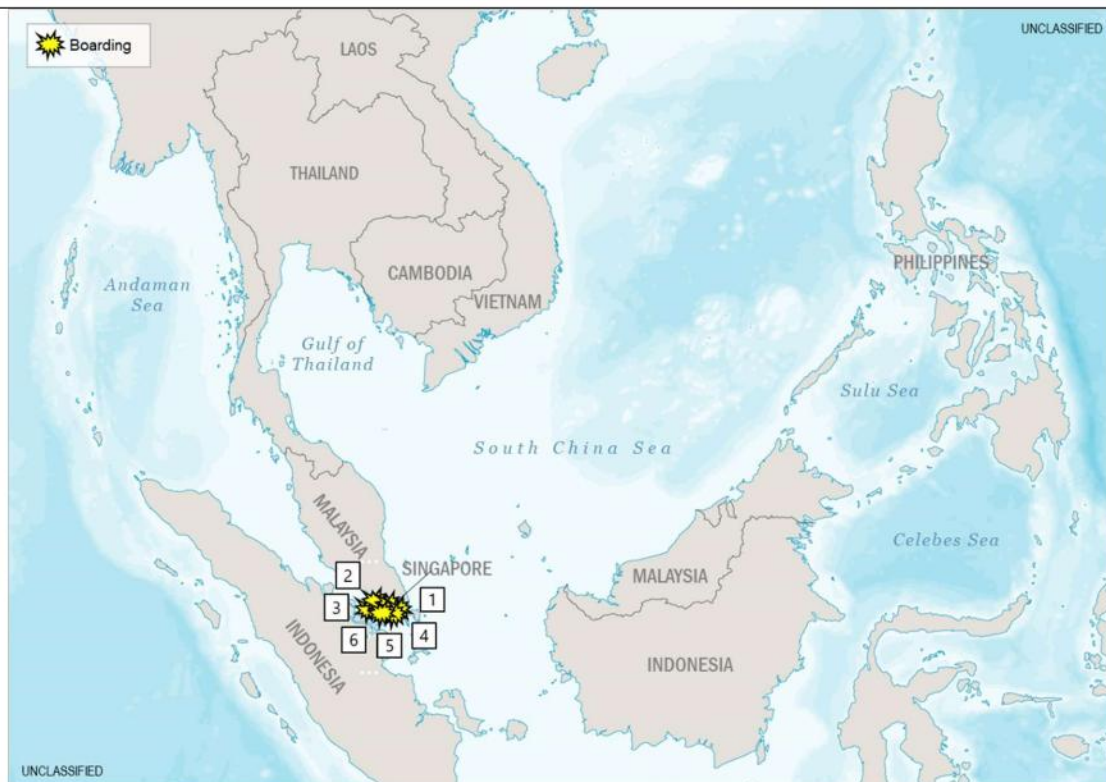 UNCLASSIFIED
Boarding
LAOS
THAILAND
CAMBODIA
VIETNAM
PHILIPPINES
Andaman
Sea
Gulf of
Thailand
Sulu Sea
South China Sea
Celebes Sea
MALAYSIA
SINGAPORE
2
1
3
4
6
5
MALAYSIA
INDONESIA
INDONESIA
UNCLASSIFIED